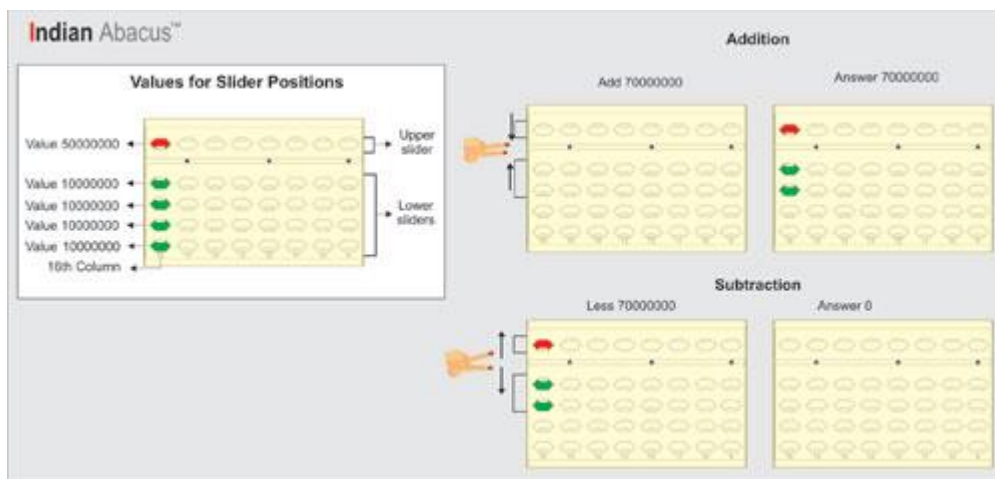 Indian Abacus™
Values for Slider Positions
Value 50000000
Value 10000000
Value 10000000
Value 10000000
Value 10000000
16th Column
Upper
slider
Lower
sliders
Addition
Add 70000000
Answer 70000000
Subtraction
Less 70000000
Answer 0